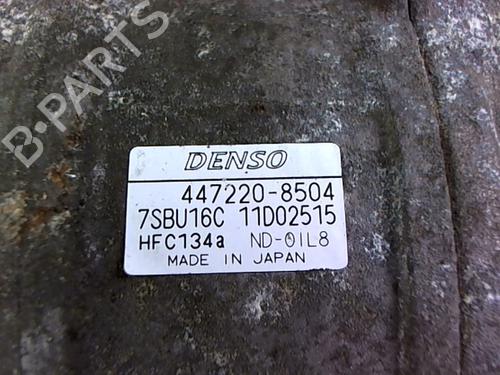 B-PARTS
DENSO
447220-8504
7SBU16C 11D02515
HFC134a ND-OIL8
MADE IN JAPAN